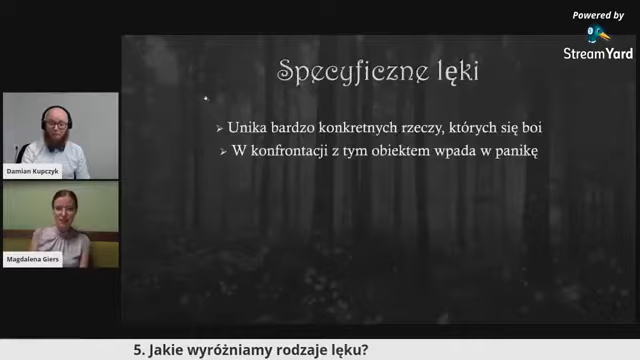 Powered by
StreamYard
Specyficzne lęki
Unika bardzo konkretnych rzeczy, których się boi
W konfrontacji z tym obiektem wpada w panikę
Damian Kupczyk
Magdalena Giers
5. Jakie wyróżniamy rodzaje lęku?